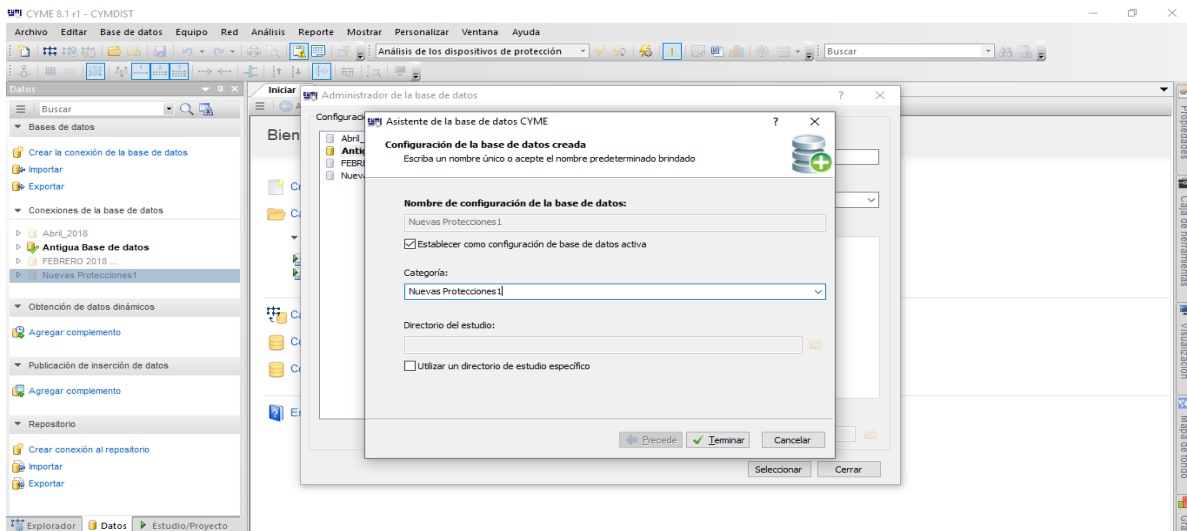 CYME 8.1 r1 - CYMDIST
Archivo Editar Base de datos Equipo Red Análisis Reporte Mostrar Personalizar Ventana Ayuda
Análisis de los dispositivos de protección
Buscar
Datos
Buscar
Bases de datos
Crear la conexión de la base de datos
Importar
Exportar
Conexiones de la base de datos
Abril_2018
Antigua Base de datos
FEBRERO 2018 ...
Nuevas Protecciones1
Obtención de datos dinámicos
Agregar complemento
Publicación de inserción de datos
Agregar complemento
Repositorio
Crear conexión al repositorio
Importar
Exportar
Explorador Datos Estudio/Proyecto
Iniciar
Bien
Administrador de la base de datos
?
Asistente de la base de datos CYME
?
Configuración de la base de datos creada
Escriba un nombre único o acepte el nombre predeterminado brindado
Nombre de configuración de la base de datos:
Nuevas Protecciones1
Establecer como configuración de base de datos activa
Categoría:
Nuevas Protecciones1
Directorio del estudio:
Utilizar un directorio de estudio específico
Precede Terminar Cancelar
Seleccionar Cerrar
Propiedades
Caja de herramientas
Visualización
Mapa de fondo